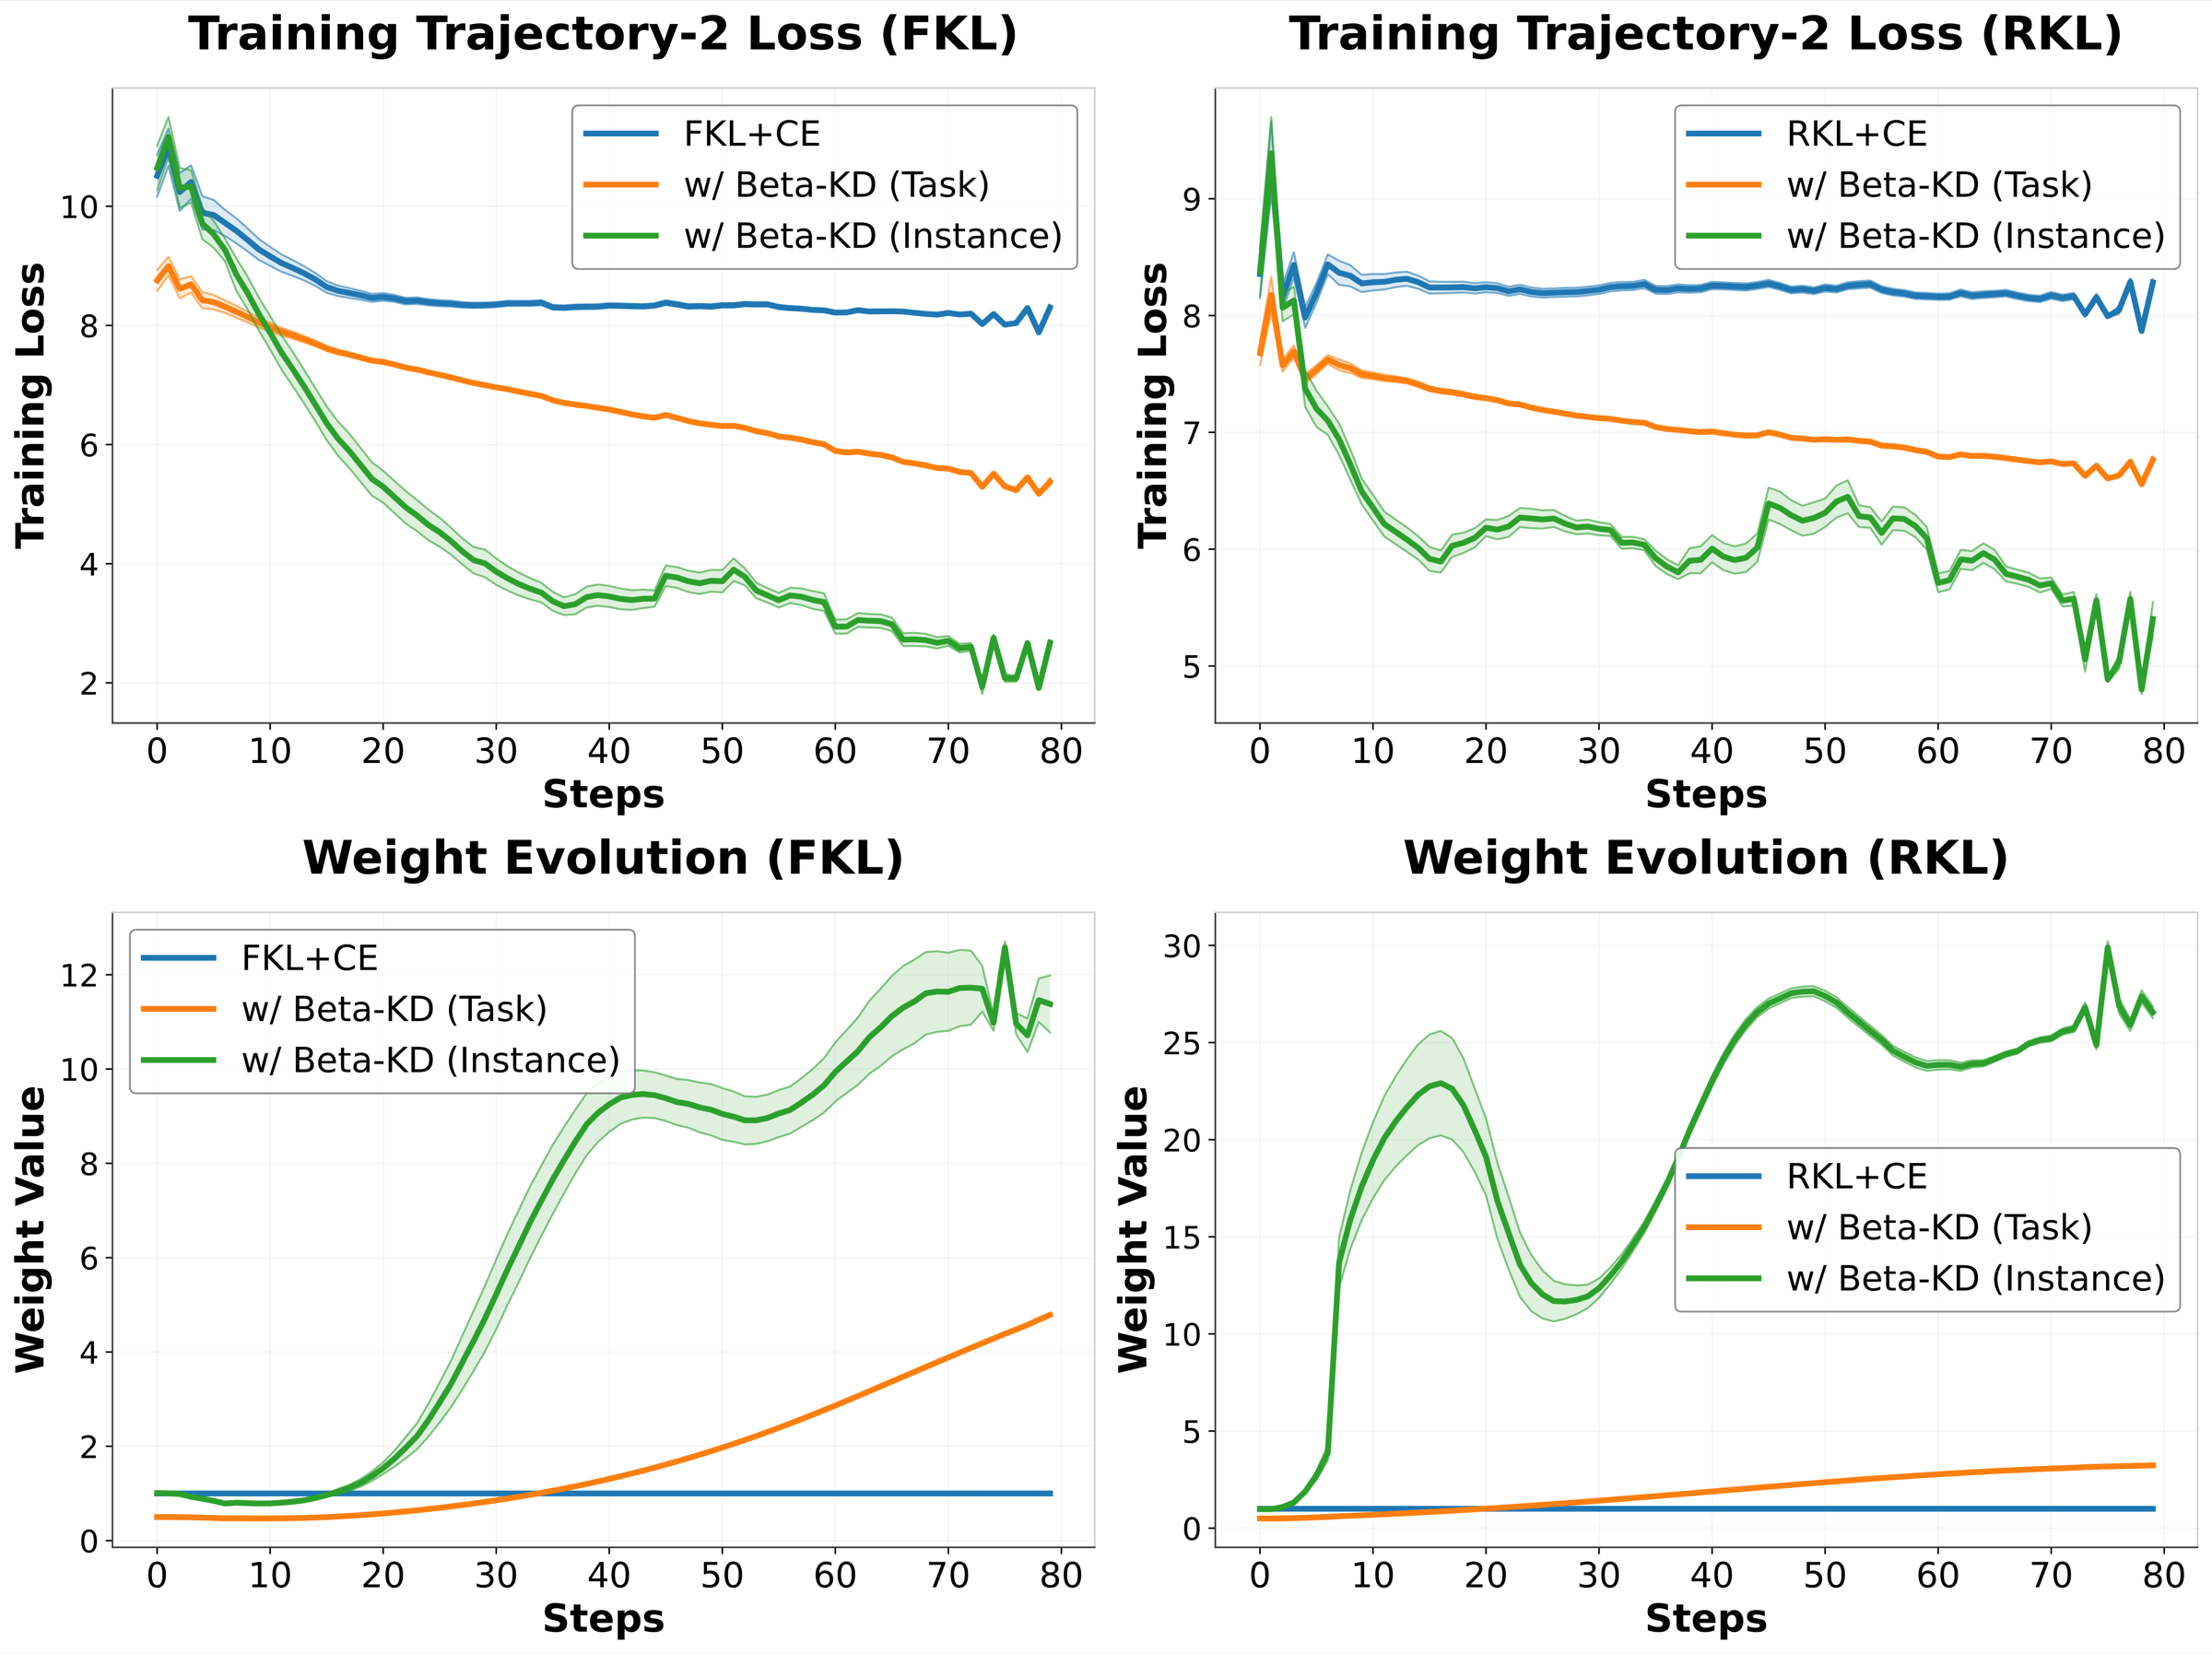 Training Trajectory-2 Loss (FKL)
Training Loss
10
8
6
4
2
FKL+CE
w/ Beta-KD (Task)
w/ Beta-KD (Instance)
0 10 20 30 40 50 60 70 80
Steps
Training Trajectory-2 Loss (RKL)
Training Loss
9
8
7
6
5
RKL+CE
w/ Beta-KD (Task)
w/ Beta-KD (Instance)
0 10 20 30 40 50 60 70 80
Steps
Weight Evolution (FKL)
Weight Value
12
10
8
6
4
2
0
FKL+CE
w/ Beta-KD (Task)
w/ Beta-KD (Instance)
0 10 20 30 40 50 60 70 80
Steps
Weight Evolution (RKL)
Weight Value
30
25
20
15
10
5
0
RKL+CE
w/ Beta-KD (Task)
w/ Beta-KD (Instance)
0 10 20 30 40 50 60 70 80
Steps